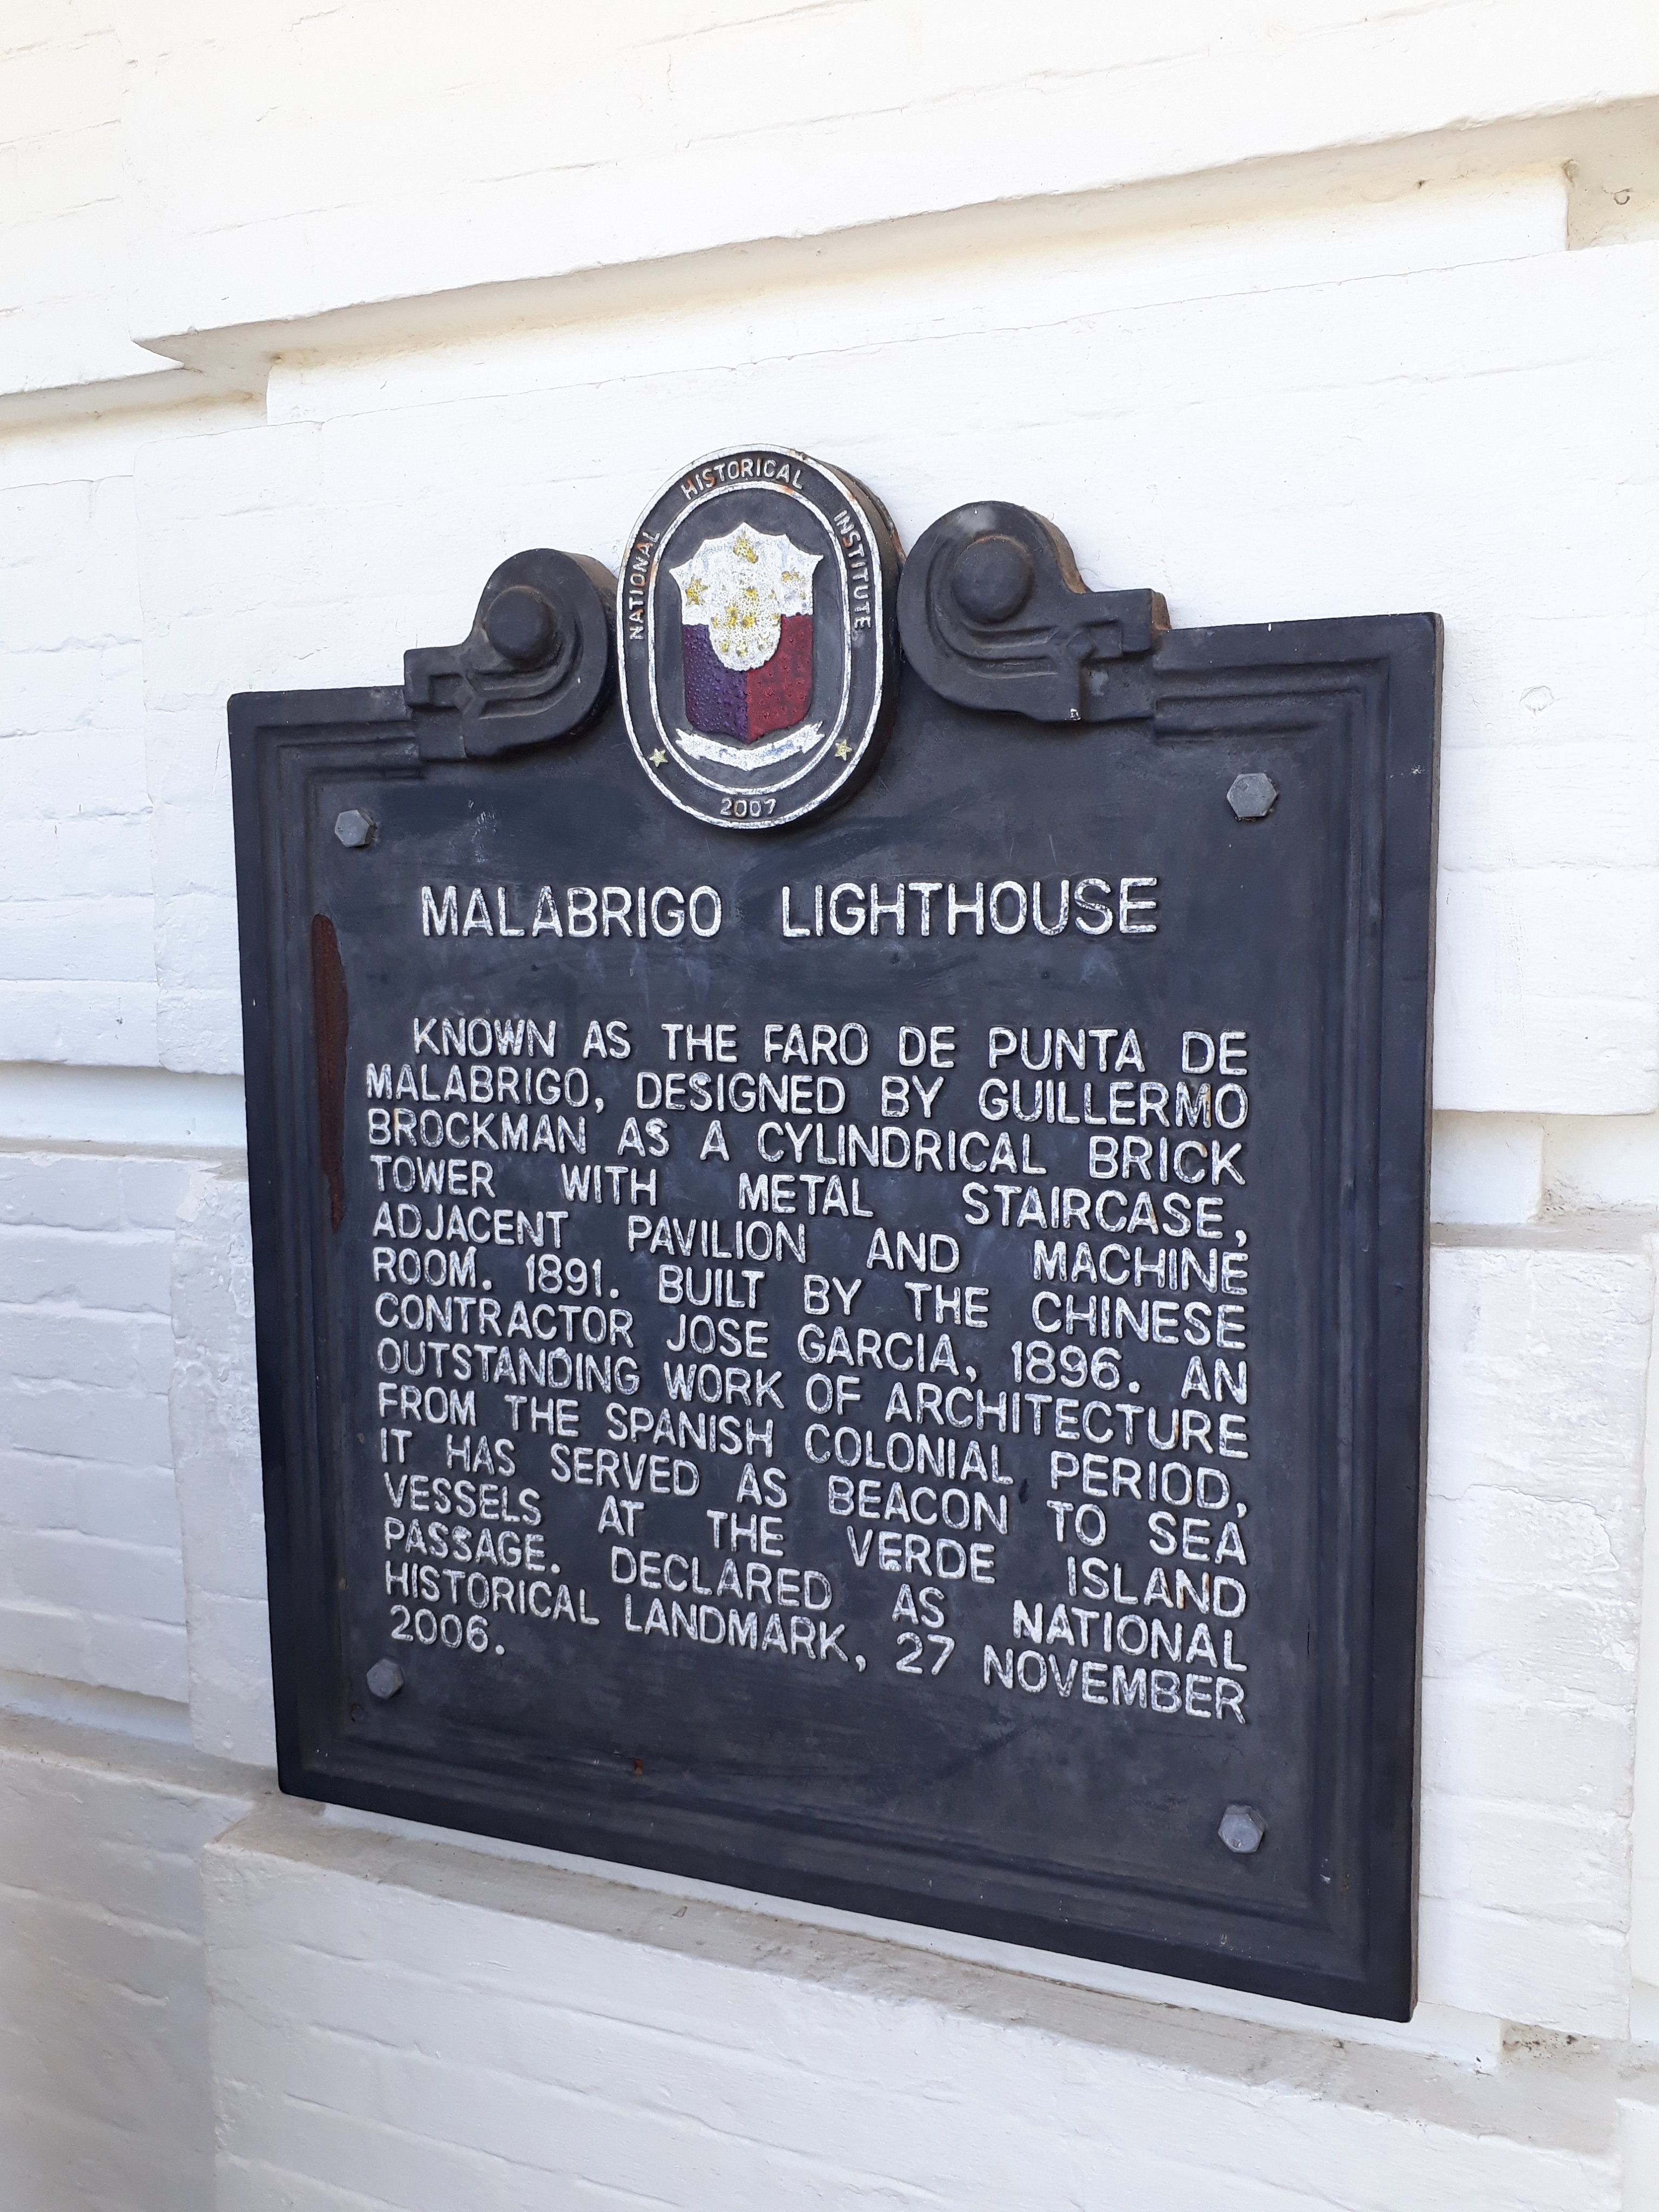 NATIONAL HISTORICAL INSTITUTE
2007
MALABRIGO LIGHTHOUSE
KNOWN AS THE FARO DE PUNTA DE
MALABRIGO, DESIGNED BY GUILLERMO
BROCKMAN AS A CYLINDRICAL BRICK
TOWER WITH METAL STAIRCASE,
ADJACENT PAVILION AND MACHINE
ROOM. 1891. BUILT BY THE CHINESE
CONTRACTOR JOSE GARCIA, 1896. AN
OUTSTANDING WORK OF ARCHITECTURE
FROM THE SPANISH COLONIAL PERIOD,
IT HAS SERVED AS BEACON TO SEA
VESSELS AT THE VERDE ISLAND
PASSAGE. DECLARED AS NATIONAL
HISTORICAL LANDMARK, 27 NOVEMBER
2006.